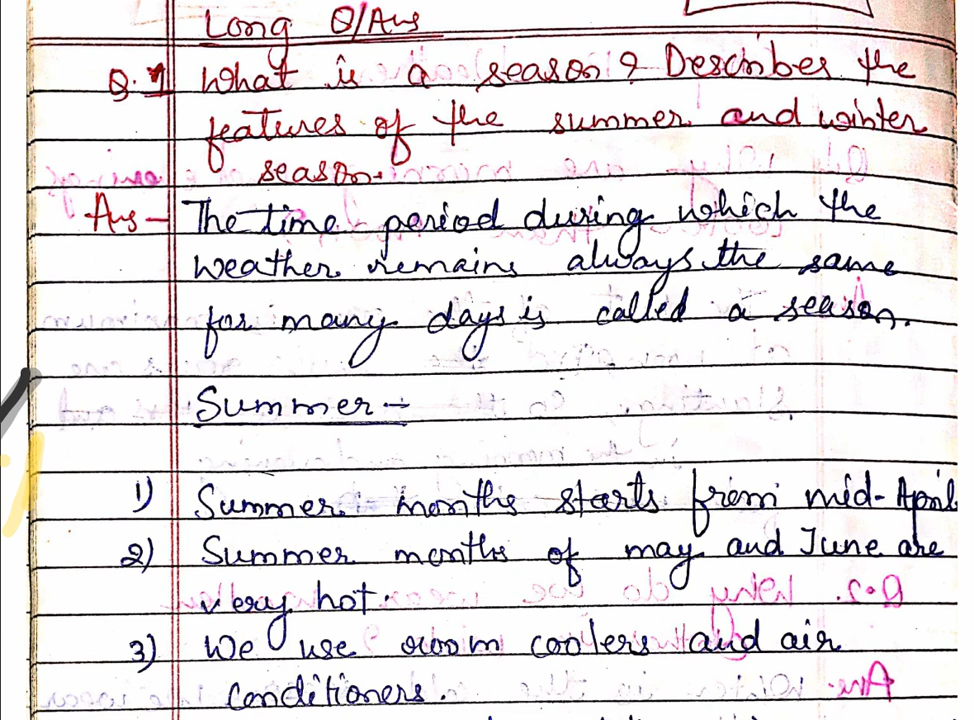 Long Q/Ans
Q.1 What is a season? Describes the
features of the summer and winter
season.
Ans - The time period during which the
weather remains always the same
for many days is called a season.
Summer -
1) Summer months starts from mid-April
2) Summer months of may and June are
very hot.
3) We use room coolers and air
conditioners.